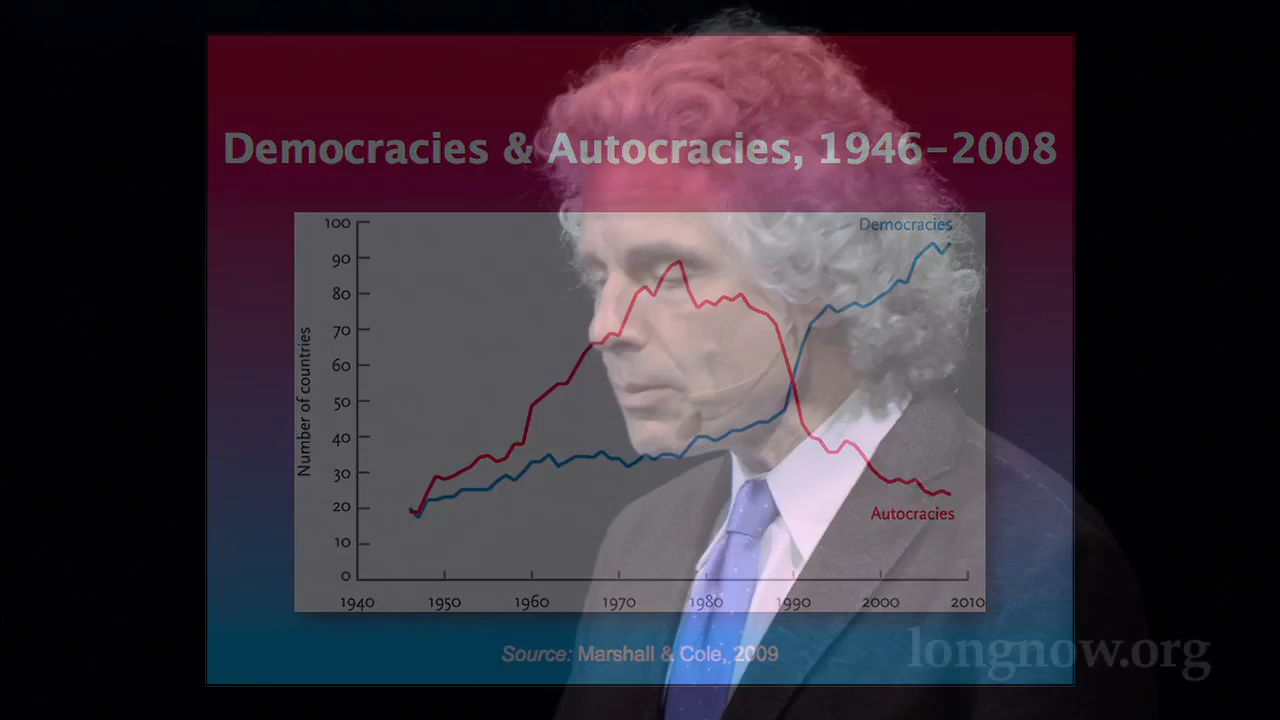 Democracies & Autocracies, 1946–2008
Democracies
100
90
80
70
60
50
40
30
20
10
0
Number of countries
Autocracies
1940 1950 1960 1970 1980 1990 2000 2010
Source: Marshall & Cole, 2009
longnow.org